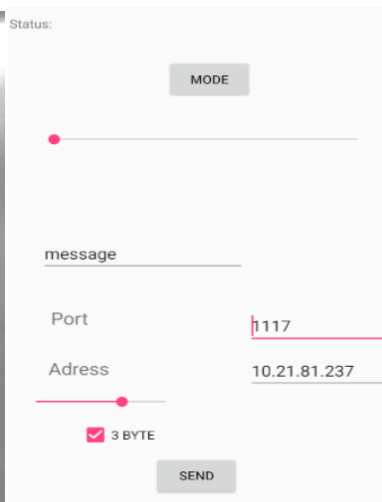 Status:
MODE
message
Port
1117
Adress
10.21.81.237
3 BYTE
SEND